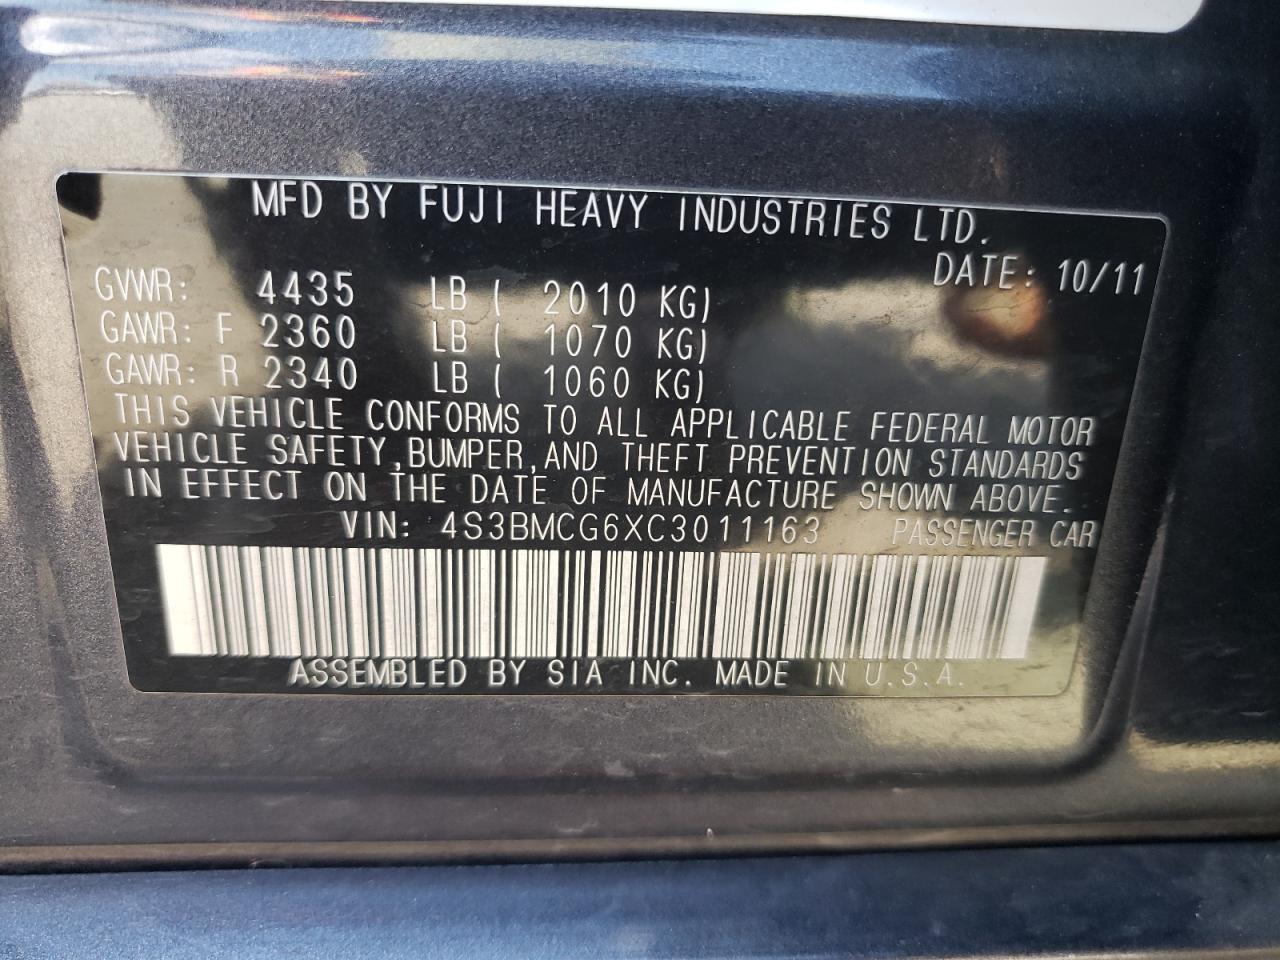 MFD BY FUJI HEAVY INDUSTRIES LTD.
DATE: 10/11
GVWR: 4435 LB ( 2010 KG)
GAWR: F 2360 LB ( 1070 KG)
GAWR: R 2340 LB ( 1060 KG)
THIS VEHICLE CONFORMS TO ALL APPLICABLE FEDERAL MOTOR
VEHICLE SAFETY,BUMPER,AND THEFT PREVENTION STANDARDS
IN EFFECT ON THE DATE OF MANUFACTURE SHOWN ABOVE.
VIN: 4S3BMCG6XC3011163 PASSENGER CAR
ASSEMBLED BY SIA INC. MADE IN U.S.A.